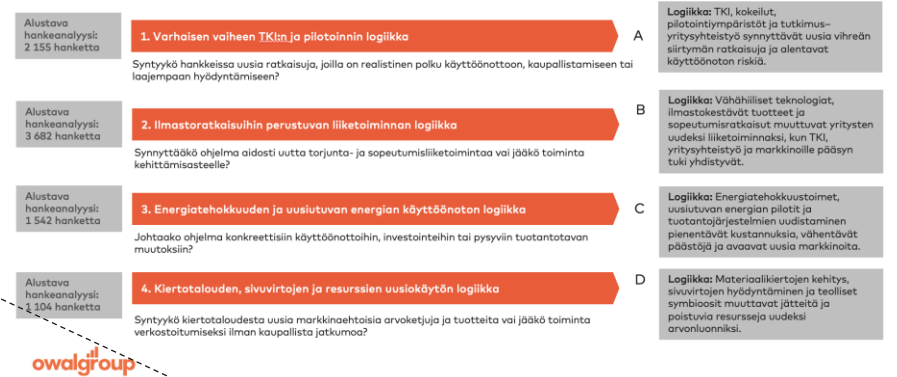 Alustava
hankeanalyysi:
2 155 hanketta
1. Varhaisen vaiheen TKI:n ja pilotoinnin logiikka
A
Logiikka: TKI, kokeilut,
pilotointiympäristöt ja tutkimus–
yritysyhteistyö synnyttävät uusia vihreän
siirtymän ratkaisuja ja alentavat
käyttöönoton riskiä.
Syntyykö hankkeissa uusia ratkaisuja, joilla on realistinen polku käyttöönottoon, kaupallistamiseen tai
laajempaan hyödyntämiseen?
Alustava
hankeanalyysi:
3 682 hanketta
2. Ilmastoratkaisuihin perustuvan liiketoiminnan logiikka
B
Logiikka: Vähähiiliset teknologiat,
ilmastokestävät tuotteet ja
sopeutumisratkaisut muuttuvat yritysten
uudeksi liiketoiminnaksi, kun TKI,
yritysyhteistyö ja markkinoille pääsyn
tuki yhdistyvät.
Synnyttääkö ohjelma aidosti uutta torjunta- ja sopeutumisliiketoimintaa vai jääkö toiminta
kehittämisasteelle?
Alustava
hankeanalyysi:
1 542 hanketta
3. Energiatehokkuuden ja uusiutuvan energian käyttöönoton logiikka
C
Logiikka: Energiatehokkuustoimet,
uusiutuvan energian pilotit ja
tuotantojärjestelmien uudistaminen
pienentävät kustannuksia, vähentävät
päästöjä ja avaavat uusia markkinoita.
Johtaako ohjelma konkreettisiin käyttöönottoihin, investointeihin tai pysyviin tuotantotavan
muutoksiin?
Alustava
hankeanalyysi:
1 104 hanketta
4. Kiertotalouden, sivuvirtojen ja resurssien uusiokäytön logiikka
D
Logiikka: Materiaalikiertojen kehitys,
sivuvirtojen hyödyntäminen ja teolliset
symbioosit muuttavat jätteitä ja
poistuvia resursseja uudeksi
arvonluonniksi.
Syntyykö kiertotaloudesta uusia markkinaehtoisia arvoketjuja ja tuotteita vai jääkö toiminta
verkostoitumiseksi ilman kaupallista jatkumoa?
owalgroup